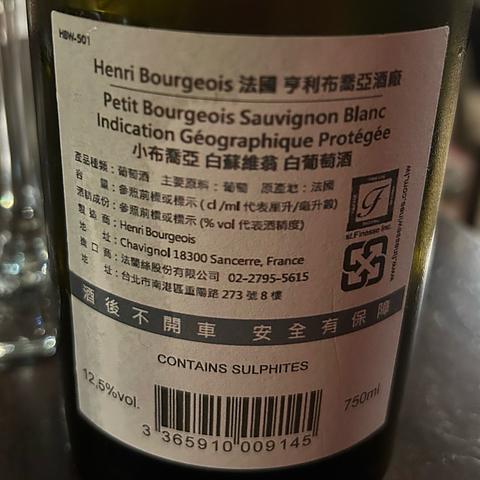 HBW-501
Henri Bourgeois 法國 亨利布喬亞酒廠
Petit Bourgeois Sauvignon Blanc
Indication Géographique Protégée
小布喬亞 白蘇維翁 白葡萄酒
產品種類：葡萄酒 主要原料：葡萄 原產地：法國
容 量：參照前標或標示 ( cl /ml 代表厘升/毫升數)
酒精成份：參照前標或標示 (% vol 代表酒精度)
製造商：Henri Bourgeois
地 址：Chavignol 18300 Sancerre, France
進口商：法蘭絲股份有限公司 02-2795-5615
地 址：台北市南港區重陽路 273 號 8 樓
st.Finesse Inc.
www.finessewines.com.tw
酒後不開車 安全有保障
CONTAINS SULPHITES
12,5%vol.
750ml
3 365910 009145